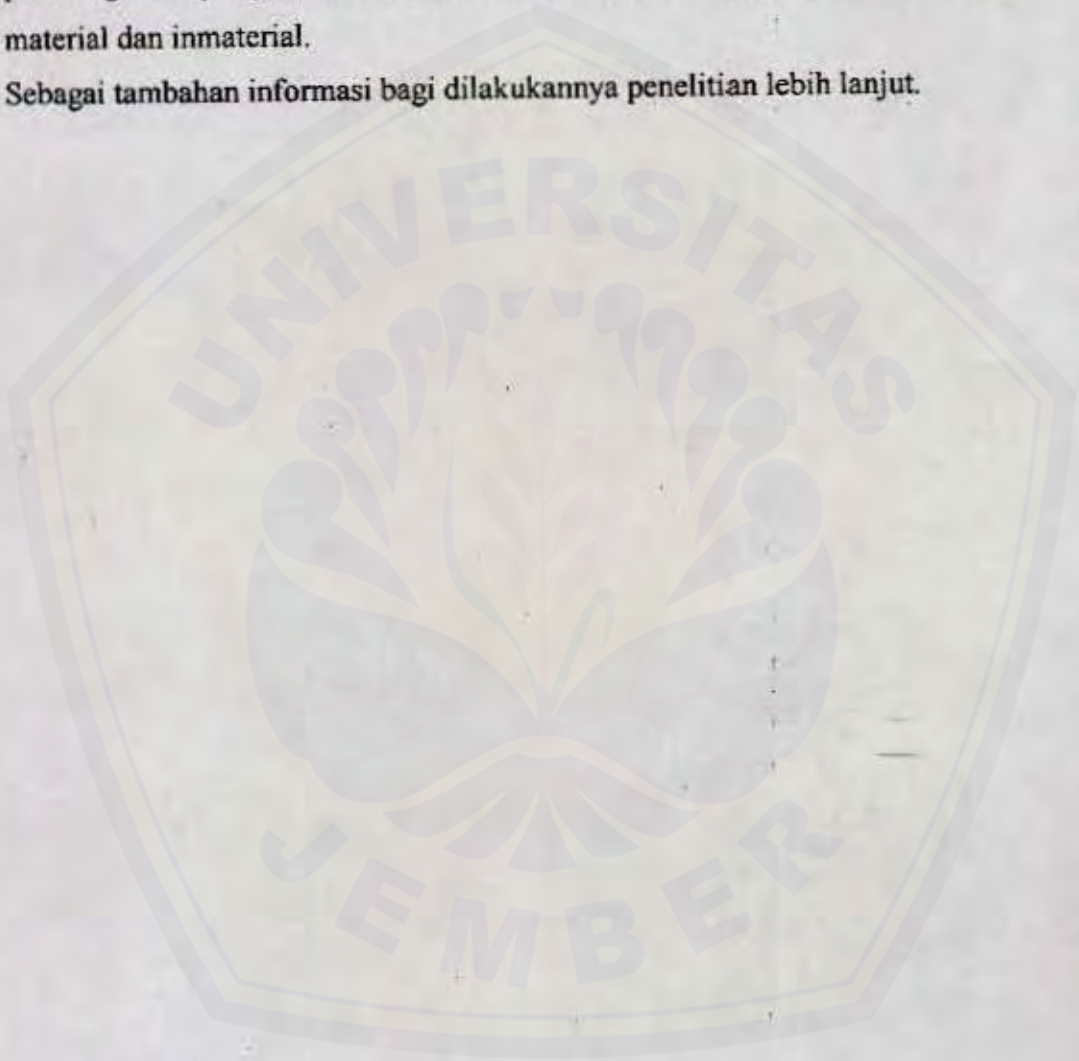 material dan inmaterial.
Sebagai tambahan informasi bagi dilakukannya penelitian lebih lanjut.
UNIVERSITAS
JEMBER